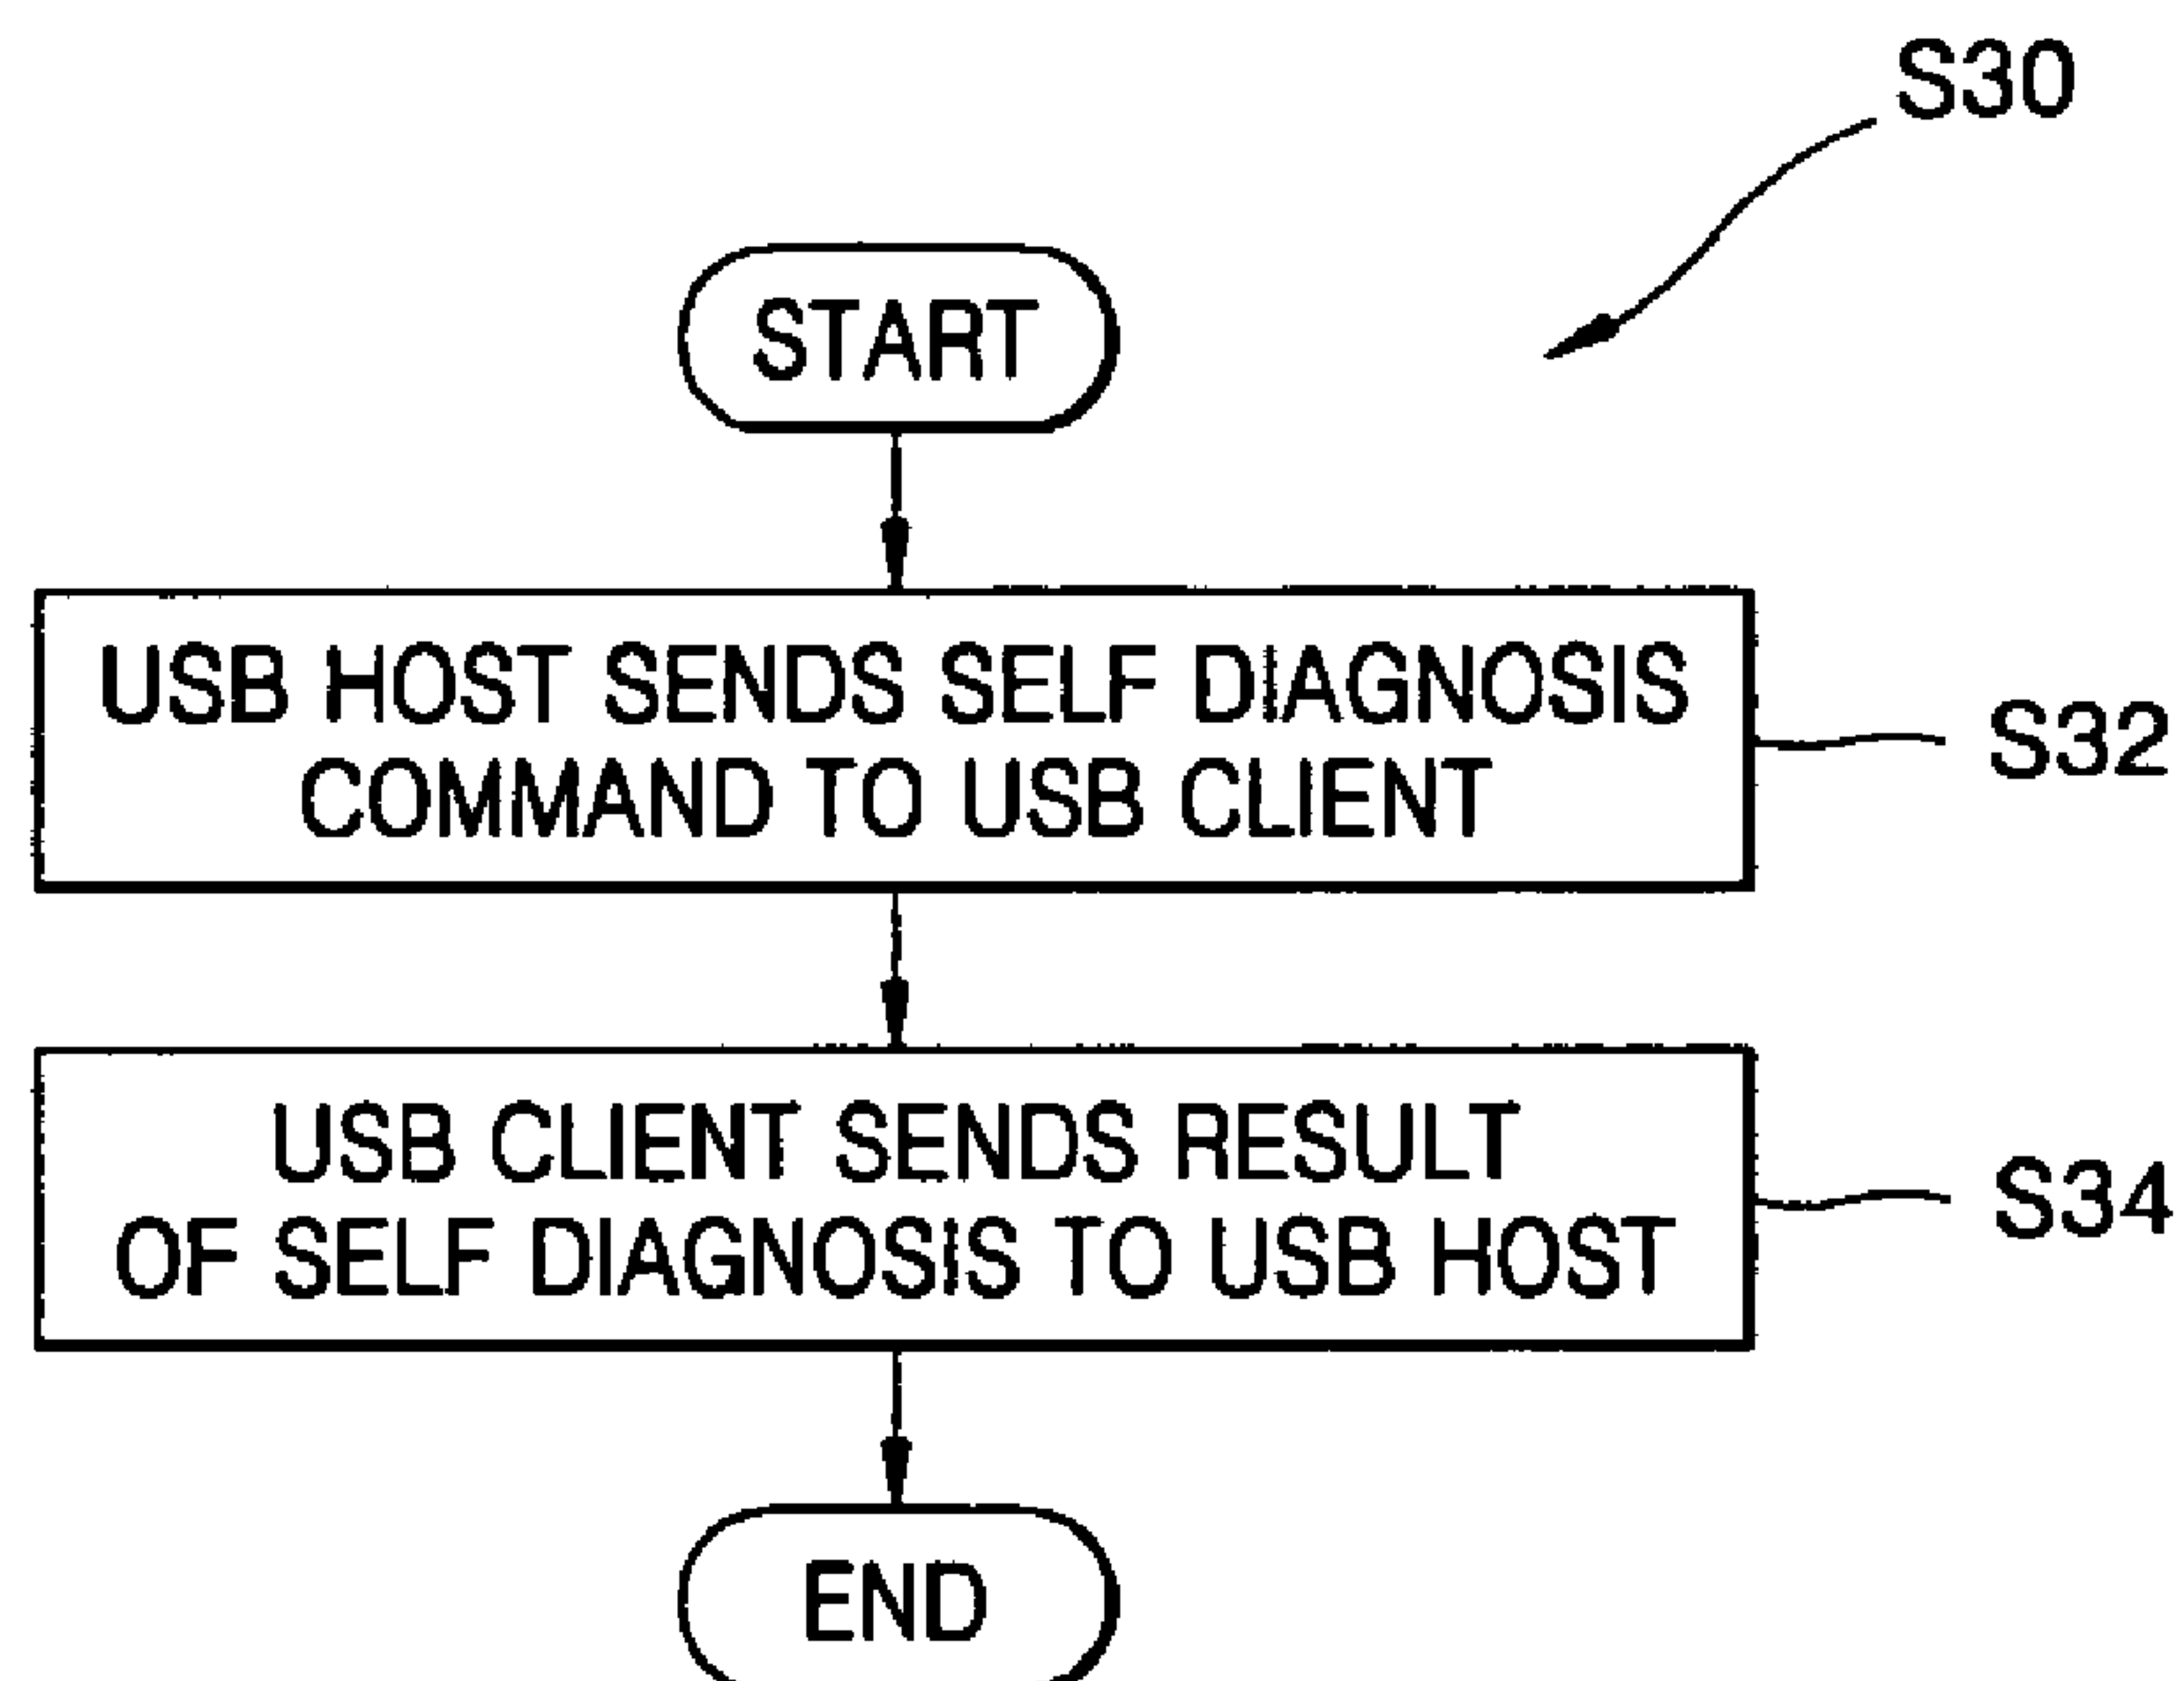 S30
START
USB HOST SENDS SELF DIAGNOSIS
COMMAND TO USB CLIENT
S32
USB CLIENT SENDS RESULT
OF SELF DIAGNOSIS TO USB HOST
S34
END